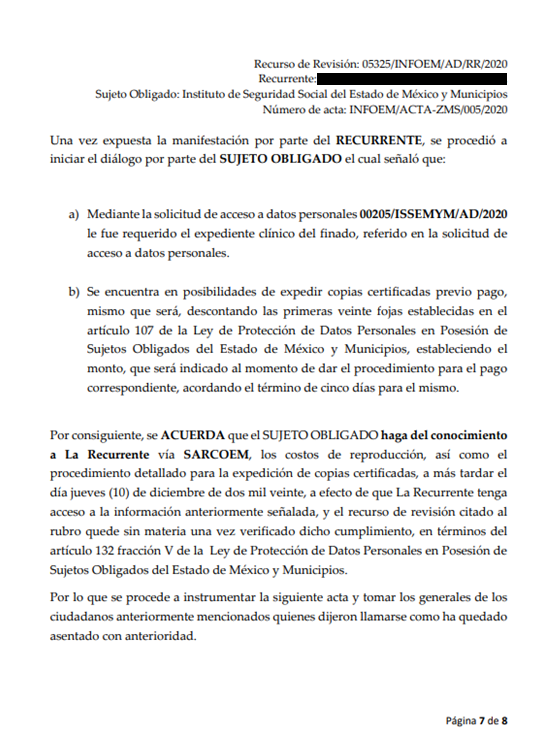 Recurso de Revisión: 05325/INFOEM/AD/RR/2020
Recurrente:
Sujeto Obligado: Instituto de Seguridad Social del Estado de México y Municipios
Número de acta: INFOEM/ACTA-ZMS/005/2020
Una vez expuesta la manifestación por parte del RECURRENTE, se procedió a
iniciar el diálogo por parte del SUJETO OBLIGADO el cual señaló que:
a) Mediante la solicitud de acceso a datos personales 00205/ISSEMYM/AD/2020
le fue requerido el expediente clínico del finado, referido en la solicitud de
acceso a datos personales.
b) Se encuentra en posibilidades de expedir copias certificadas previo pago,
mismo que será, descontando las primeras veinte fojas establecidas en el
artículo 107 de la Ley de Protección de Datos Personales en Posesión de
Sujetos Obligados del Estado de México y Municipios, estableciendo el
monto, que será indicado al momento de dar el procedimiento para el pago
correspondiente, acordando el término de cinco días para el mismo.
Por consiguiente, se ACUERDA que el SUJETO OBLIGADO haga del conocimiento
a La Recurrente vía SARCOEM, los costos de reproducción, así como el
procedimiento detallado para la expedición de copias certificadas, a más tardar el
día jueves (10) de diciembre de dos mil veinte, a efecto de que La Recurrente tenga
acceso a la información anteriormente señalada, y el recurso de revisión citado al
rubro quede sin materia una vez verificado dicho cumplimiento, en términos del
artículo 132 fracción V de la Ley de Protección de Datos Personales en Posesión de
Sujetos Obligados del Estado de México y Municipios.
Por lo que se procede a instrumentar la siguiente acta y tomar los generales de los
ciudadanos anteriormente mencionados quienes dijeron llamarse como ha quedado
asentado con anterioridad.
Página 7 de 8